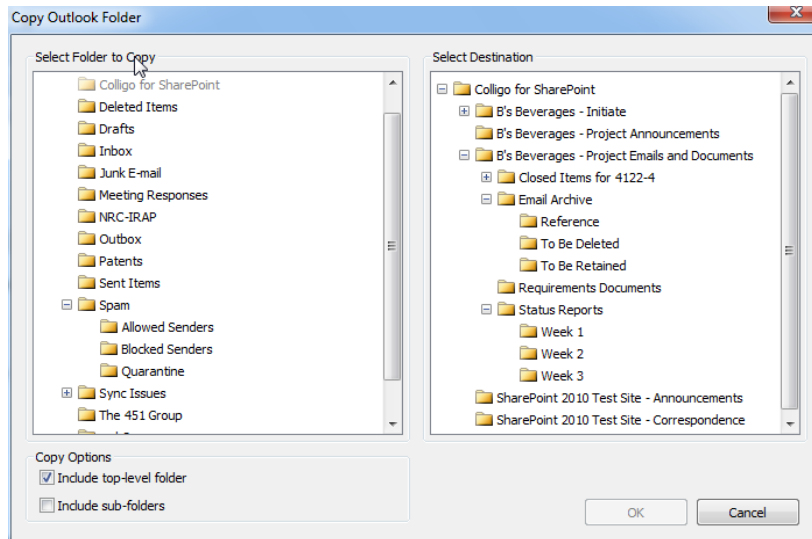 Copy Outlook Folder
Select Folder to Copy
Colligo for SharePoint
Deleted Items
Drafts
Inbox
Junk E-mail
Meeting Responses
NRC-IRAP
Outbox
Patents
Sent Items
Spam
Allowed Senders
Blocked Senders
Quarantine
Sync Issues
The 451 Group
Select Destination
Colligo for SharePoint
B's Beverages - Initiate
B's Beverages - Project Announcements
B's Beverages - Project Emails and Documents
Closed Items for 4122-4
Email Archive
Reference
To Be Deleted
To Be Retained
Requirements Documents
Status Reports
Week 1
Week 2
Week 3
SharePoint 2010 Test Site - Announcements
SharePoint 2010 Test Site - Correspondence
Copy Options
Include top-level folder
Include sub-folders
OK
Cancel